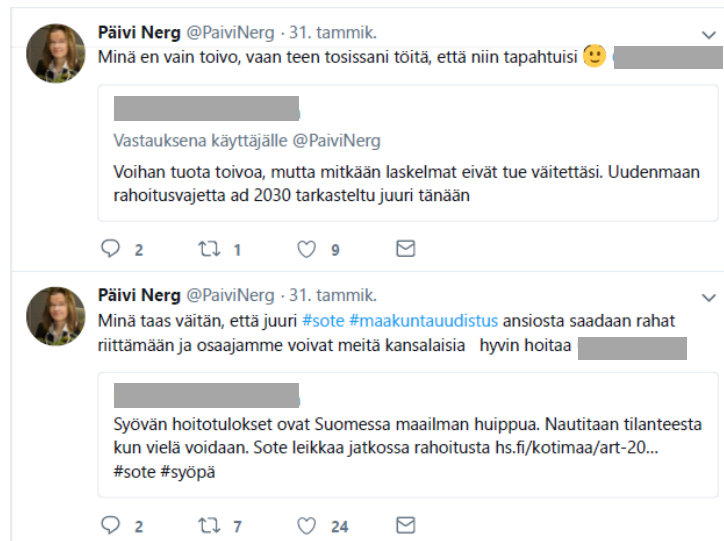 Päivi Nerg @PaiviNerg · 31. tammik.
Minä en vain toivo, vaan teen tosissani töitä, että niin tapahtuisi 🙂
Vastauksena käyttäjälle @PaiviNerg
Voihan tuota toivoa, mutta mitkään laskelmat eivät tue väitettäsi. Uudenmaan
rahoitusvajetta ad 2030 tarkasteltu juuri tänään
2 1 9
Päivi Nerg @PaiviNerg · 31. tammik.
Minä taas väitän, että juuri #sote #maakuntauudistus ansiosta saadaan rahat
riittämään ja osaajamme voivat meitä kansalaisia hyvin hoitaa
Syövän hoitotulokset ovat Suomessa maailman huippua. Nautitaan tilanteesta
kun vielä voidaan. Sote leikkaa jatkossa rahoitusta hs.fi/kotimaa/art-20...
#sote #syöpä
2 7 24